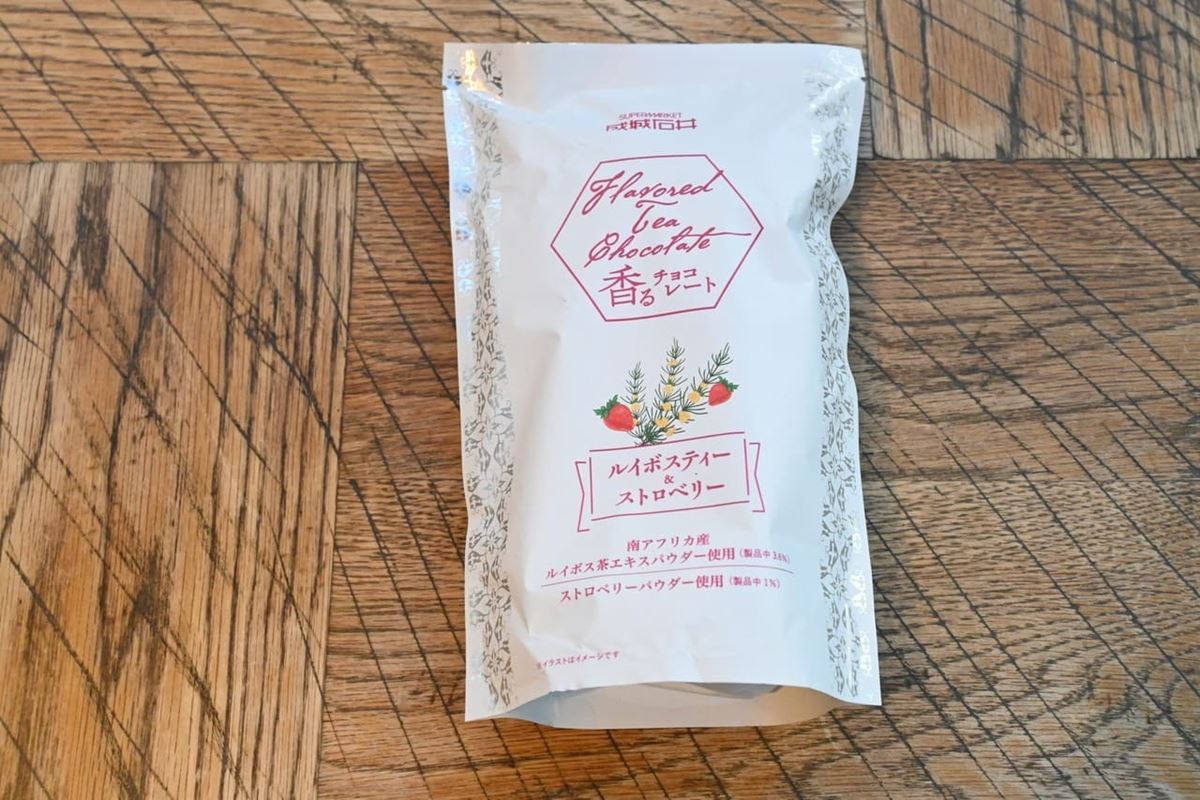 SUPERMARKET
成城石井
Flavored
Tea
Chocolate
香るチョコレート
ルイボスティー
&
ストロベリー
南アフリカ産
ルイボス茶エキスパウダー使用(製品中 3.6%)
ストロベリーパウダー使用(製品中 1%)
※イラストはイメージです